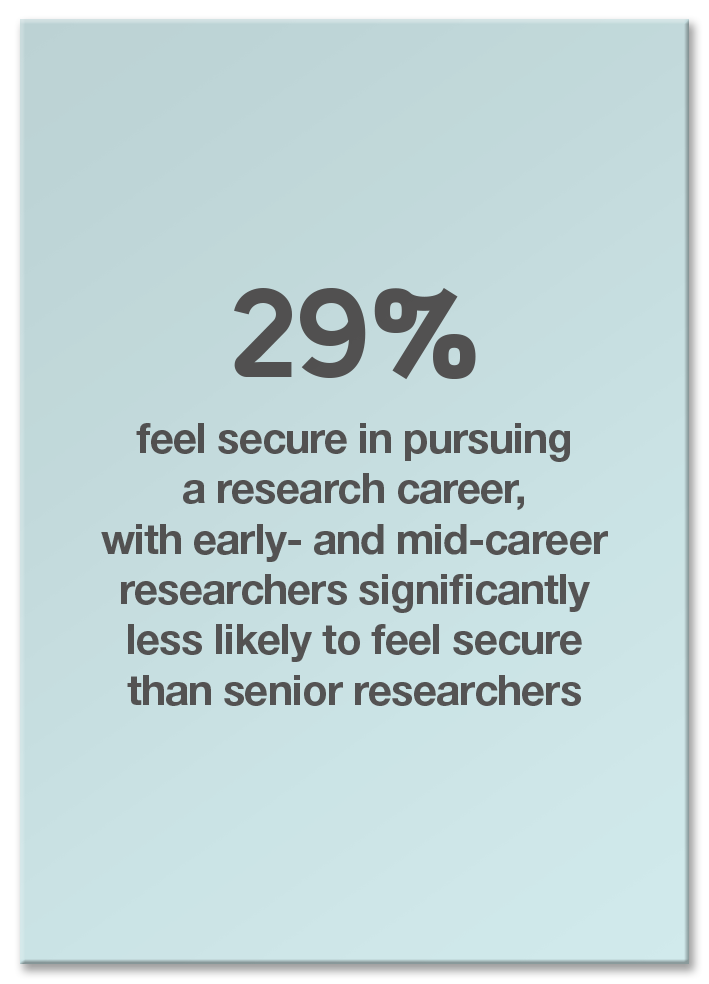 29%
feel secure in pursuing
a research career,
with early- and mid-career
researchers significantly
less likely to feel secure
than senior researchers